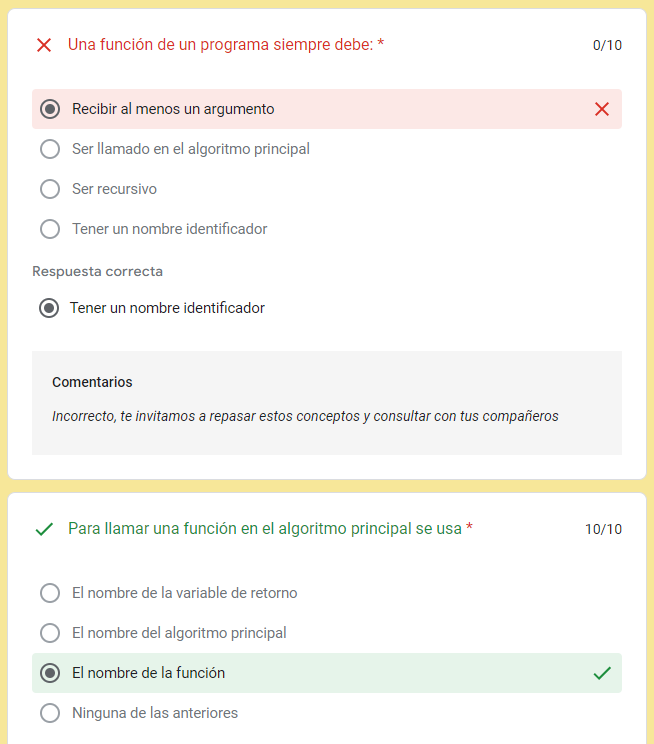 Una función de un programa siempre debe: *
0/10
Recibir al menos un argumento
Ser llamado en el algoritmo principal
Ser recursivo
Tener un nombre identificador
Respuesta correcta
Tener un nombre identificador
Comentarios
Incorrecto, te invitamos a repasar estos conceptos y consultar con tus compañeros
Para llamar una función en el algoritmo principal se usa *
10/10
El nombre de la variable de retorno
El nombre del algoritmo principal
El nombre de la función
Ninguna de las anteriores